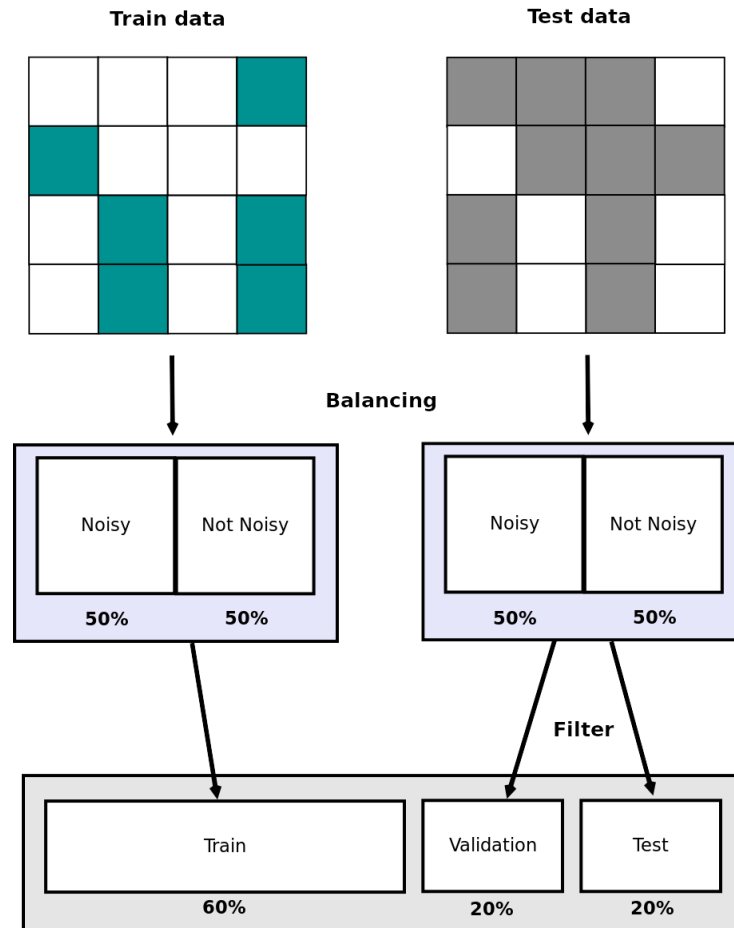 Train data
Test data
Balancing
Noisy
Not Noisy
50%
50%
Noisy
Not Noisy
50%
50%
Filter
Train
Validation
Test
60%
20%
20%